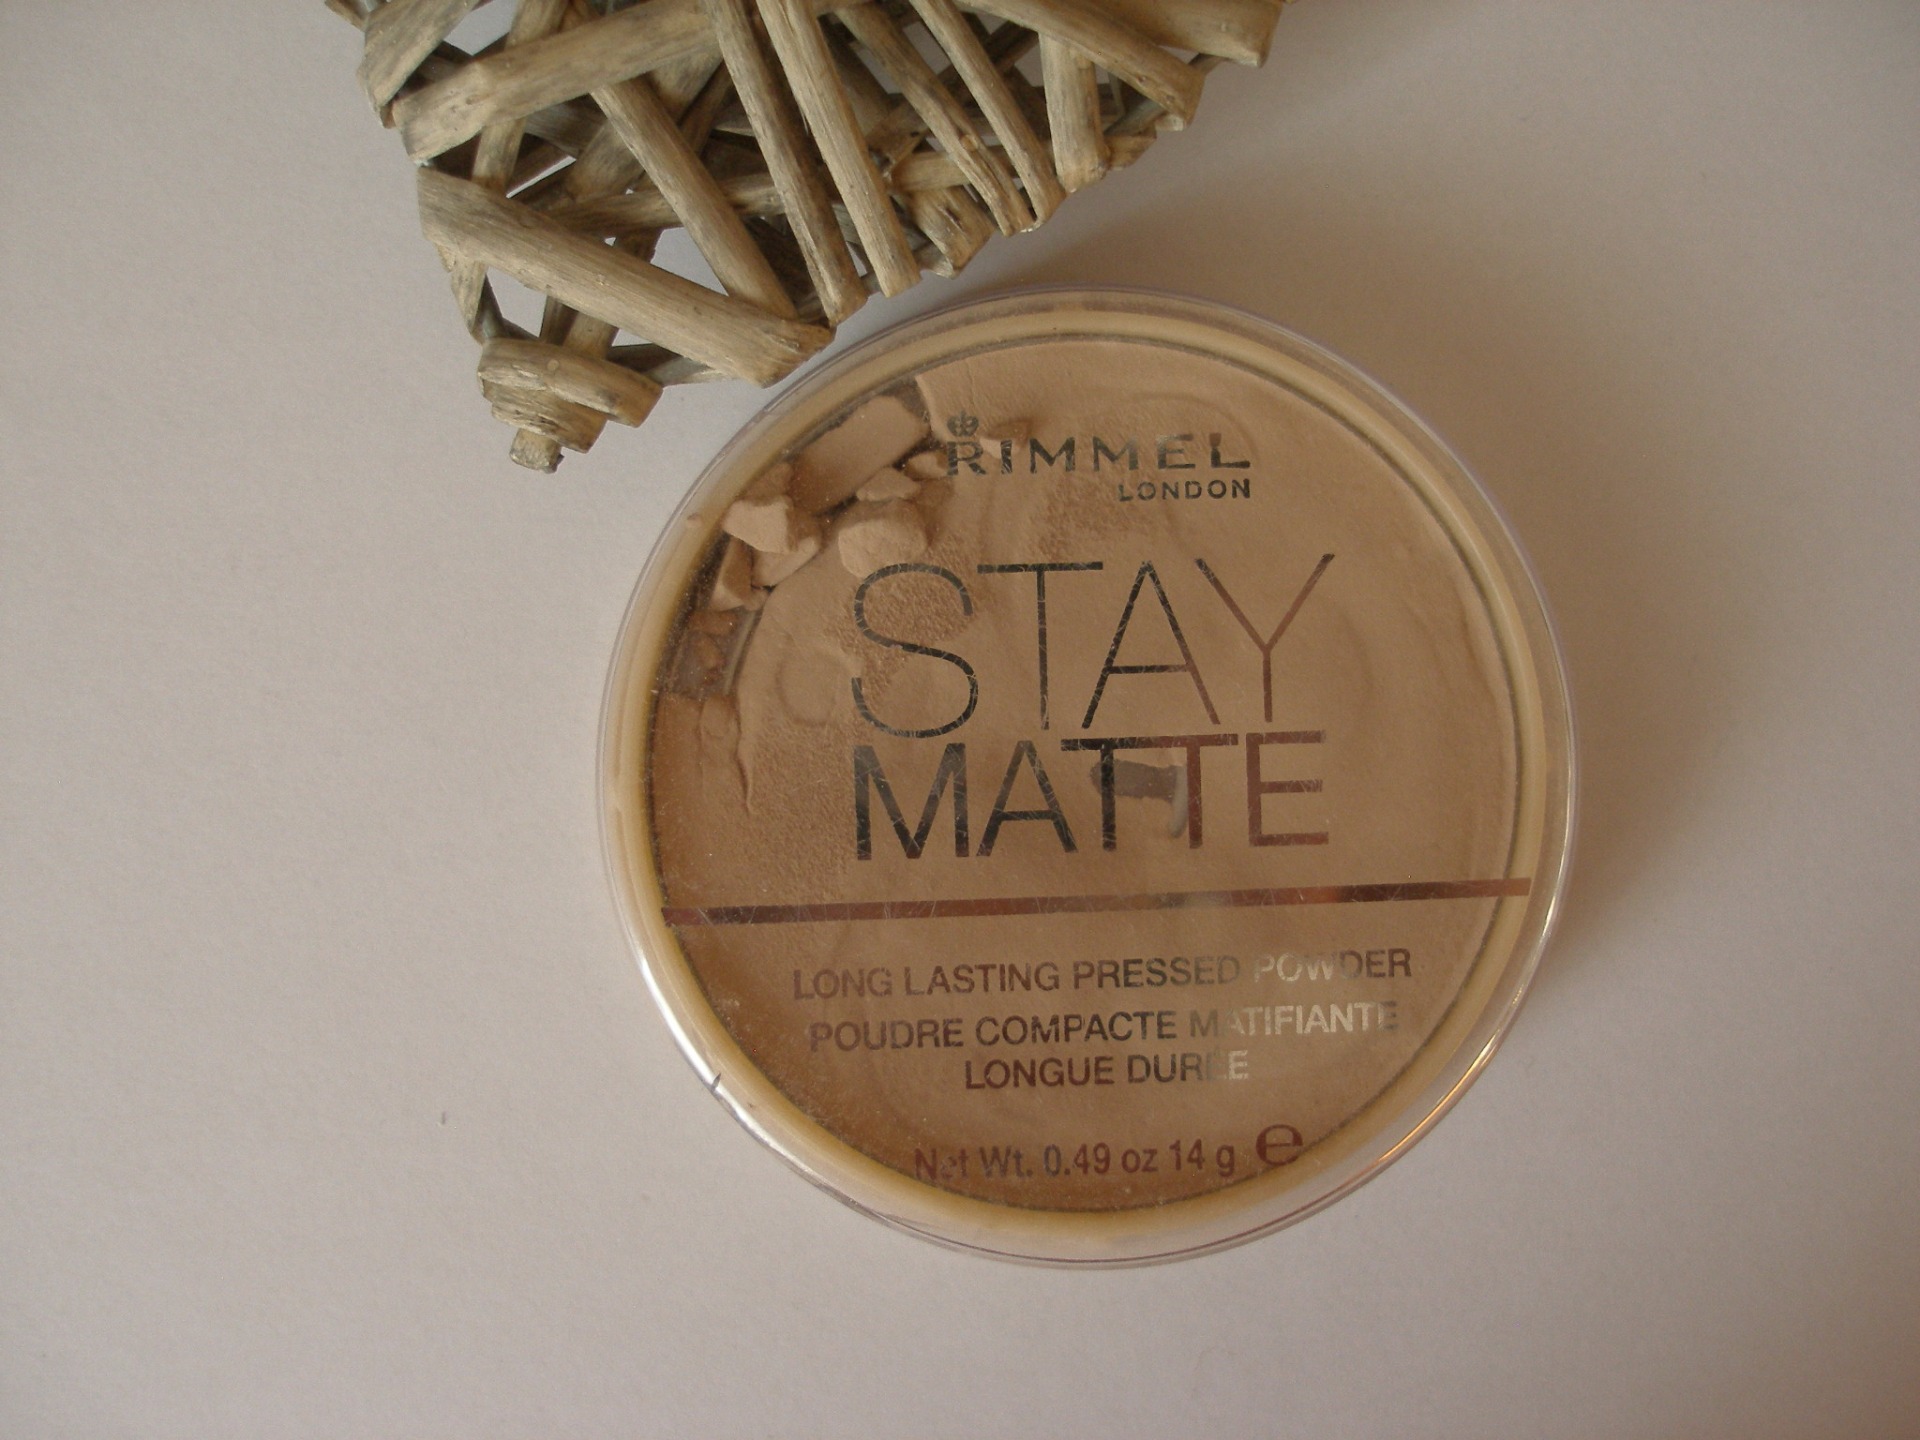 RIMMEL
LONDON
STAY
MATTE
LONG LASTING PRESSED POWDER
POUDRE COMPACTE MATIFIANTE
LONGUE DURÉE
Net Wt. 0.49 oz 14 g ℮